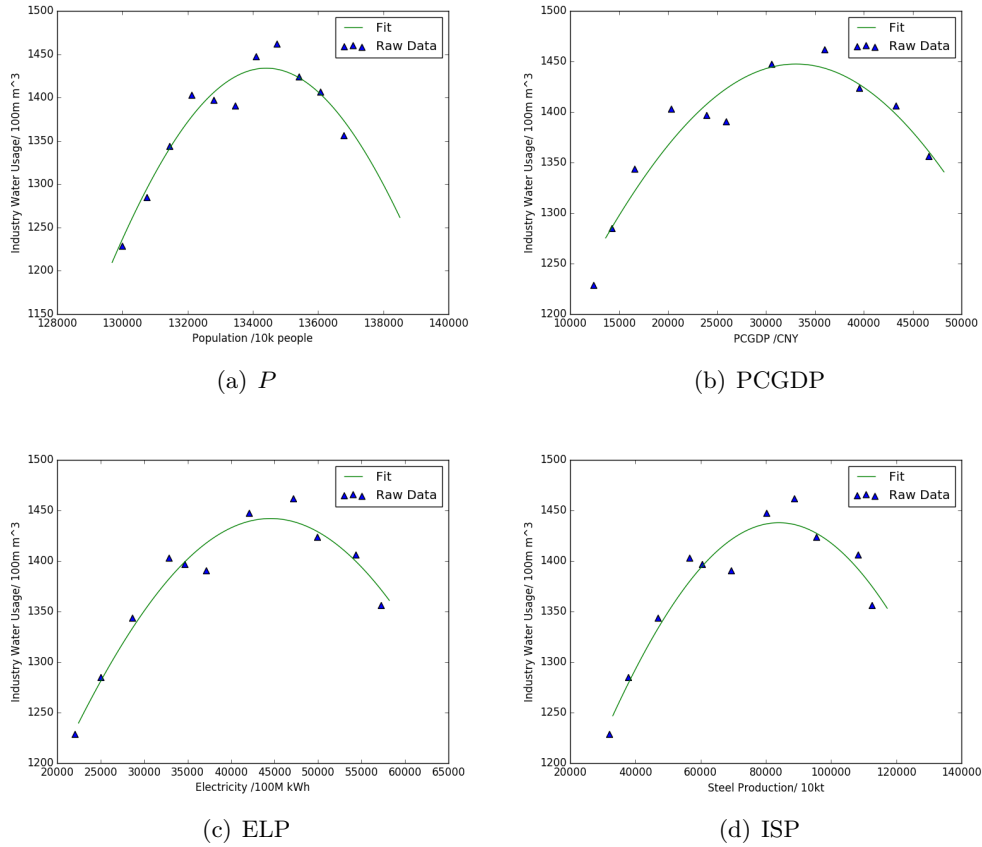 1500
1450
1400
1350
1300
1250
1200
1150
Industry Water Usage/ 100m m^3
Fit
Raw Data
128000 130000 132000 134000 136000 138000 140000
Population /10k people
(a) P
1500
1450
1400
1350
1300
1250
1200
Industry Water Usage/ 100m m^3
Fit
Raw Data
10000 15000 20000 25000 30000 35000 40000 45000 50000
PCGDP /CNY
(b) PCGDP
1500
1450
1400
1350
1300
1250
1200
Industry Water Usage/ 100m m^3
Fit
Raw Data
20000 25000 30000 35000 40000 45000 50000 55000 60000 65000
Electricity /100M kWh
(c) ELP
1500
1450
1400
1350
1300
1250
1200
Industry Water Usage/ 100m m^3
Fit
Raw Data
20000 40000 60000 80000 100000 120000 140000
Steel Production/ 10kt
(d) ISP